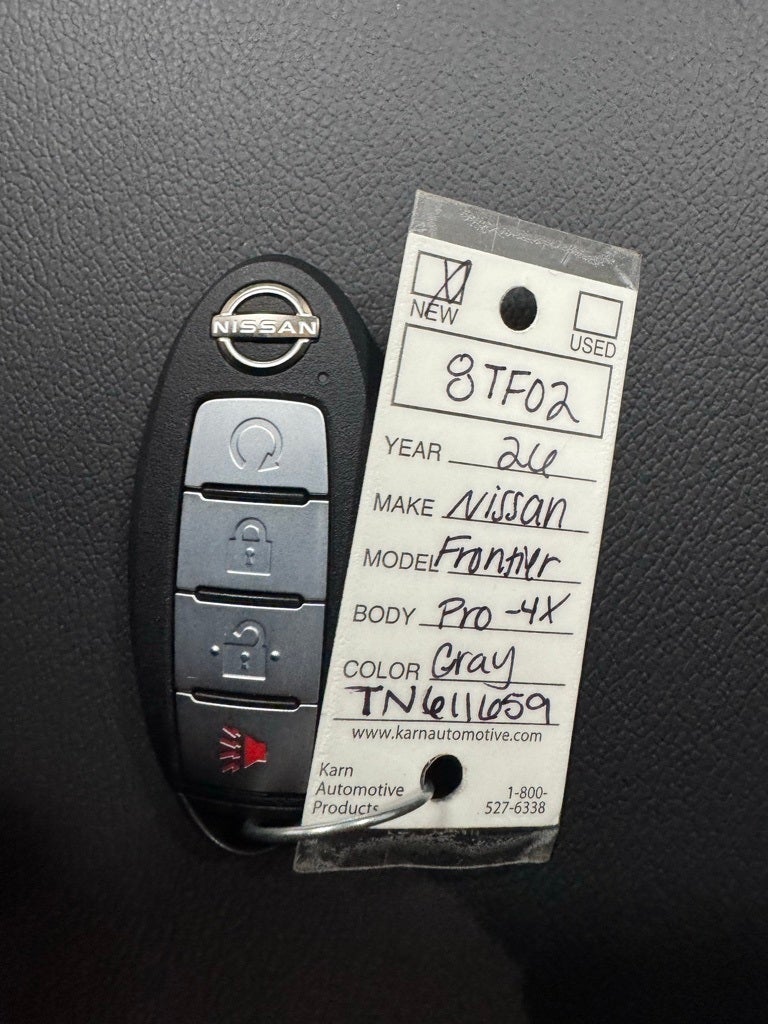 NISSAN
NEW
USED
8TF02
YEAR 26
MAKE Nissan
MODEL Frontier
BODY Pro-4X
COLOR Gray
TN611659
www.karnautomotive.com
Karn
Automotive
Products
1-800-
527-6338